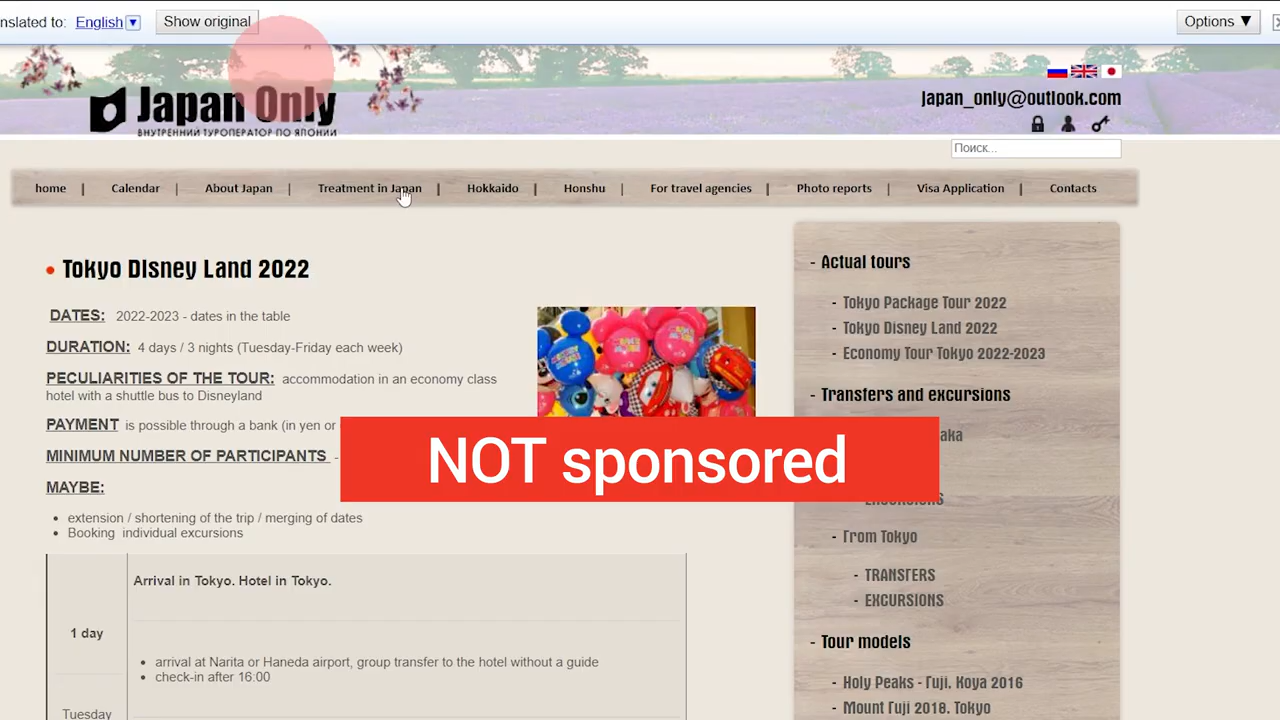 nslated to: English Show original Options ▼
Japan Only
ВНУТРЕННИЙ ТУРОПЕРАТОР ПО ЯПОНИИ
japan_only@outlook.com
Поиск...
home | Calendar | About Japan | Treatment in Japan | Hokkaido | Honshu | For travel agencies | Photo reports | Visa Application | Contacts
• Tokyo Disney Land 2022
DATES: 2022-2023 - dates in the table
DURATION: 4 days / 3 nights (Tuesday-Friday each week)
PECULIARITIES OF THE TOUR: accommodation in an economy class
hotel with a shuttle bus to Disneyland
PAYMENT is possible through a bank (in yen or
MINIMUM NUMBER OF PARTICIPANTS -
MAYBE:
• extension / shortening of the trip / merging of dates
• Booking individual excursions
Arrival in Tokyo. Hotel in Tokyo.
1 day
• arrival at Narita or Haneda airport, group transfer to the hotel without a guide
• check-in after 16:00
Tuesday
NOT sponsored
- Actual tours
- Tokyo Package Tour 2022
- Tokyo Disney Land 2022
- Economy Tour Tokyo 2022-2023
- Transfers and excursions
aka
EXCURSIONS
- From Tokyo
- TRANSFERS
- EXCURSIONS
- Tour models
- Holy Peaks - Fuji, Koya 2016
- Mount Fuji 2018. Tokyo